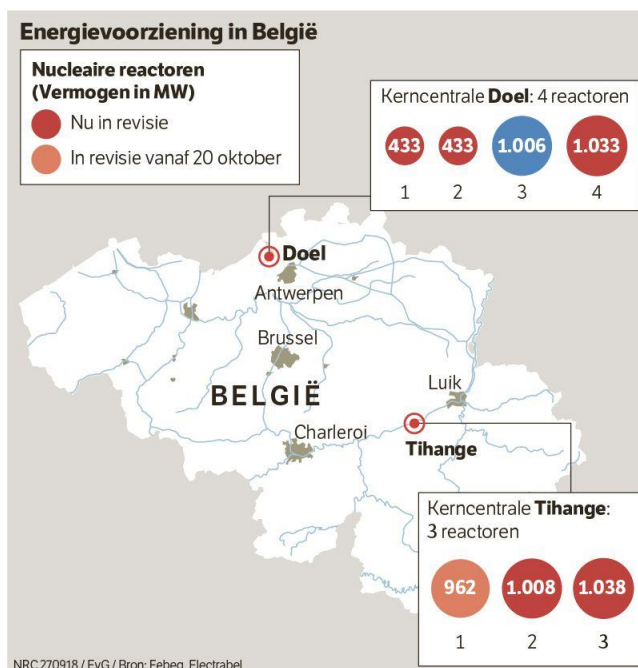 Energievoorziening in België
Nucleaire reactoren
(Vermogen in MW)
Nu in revisie
In revisie vanaf 20 oktober
Kerncentrale Doel: 4 reactoren
433 433 1.006 1.033
1 2 3 4
Doel
Antwerpen
Brussel
BELGIË
Luik
Charleroi
Tihange
Kerncentrale Tihange:
3 reactoren
962 1.008 1.038
1 2 3
NRC 270918 / EvG / Bron: Febeg, Electrabel